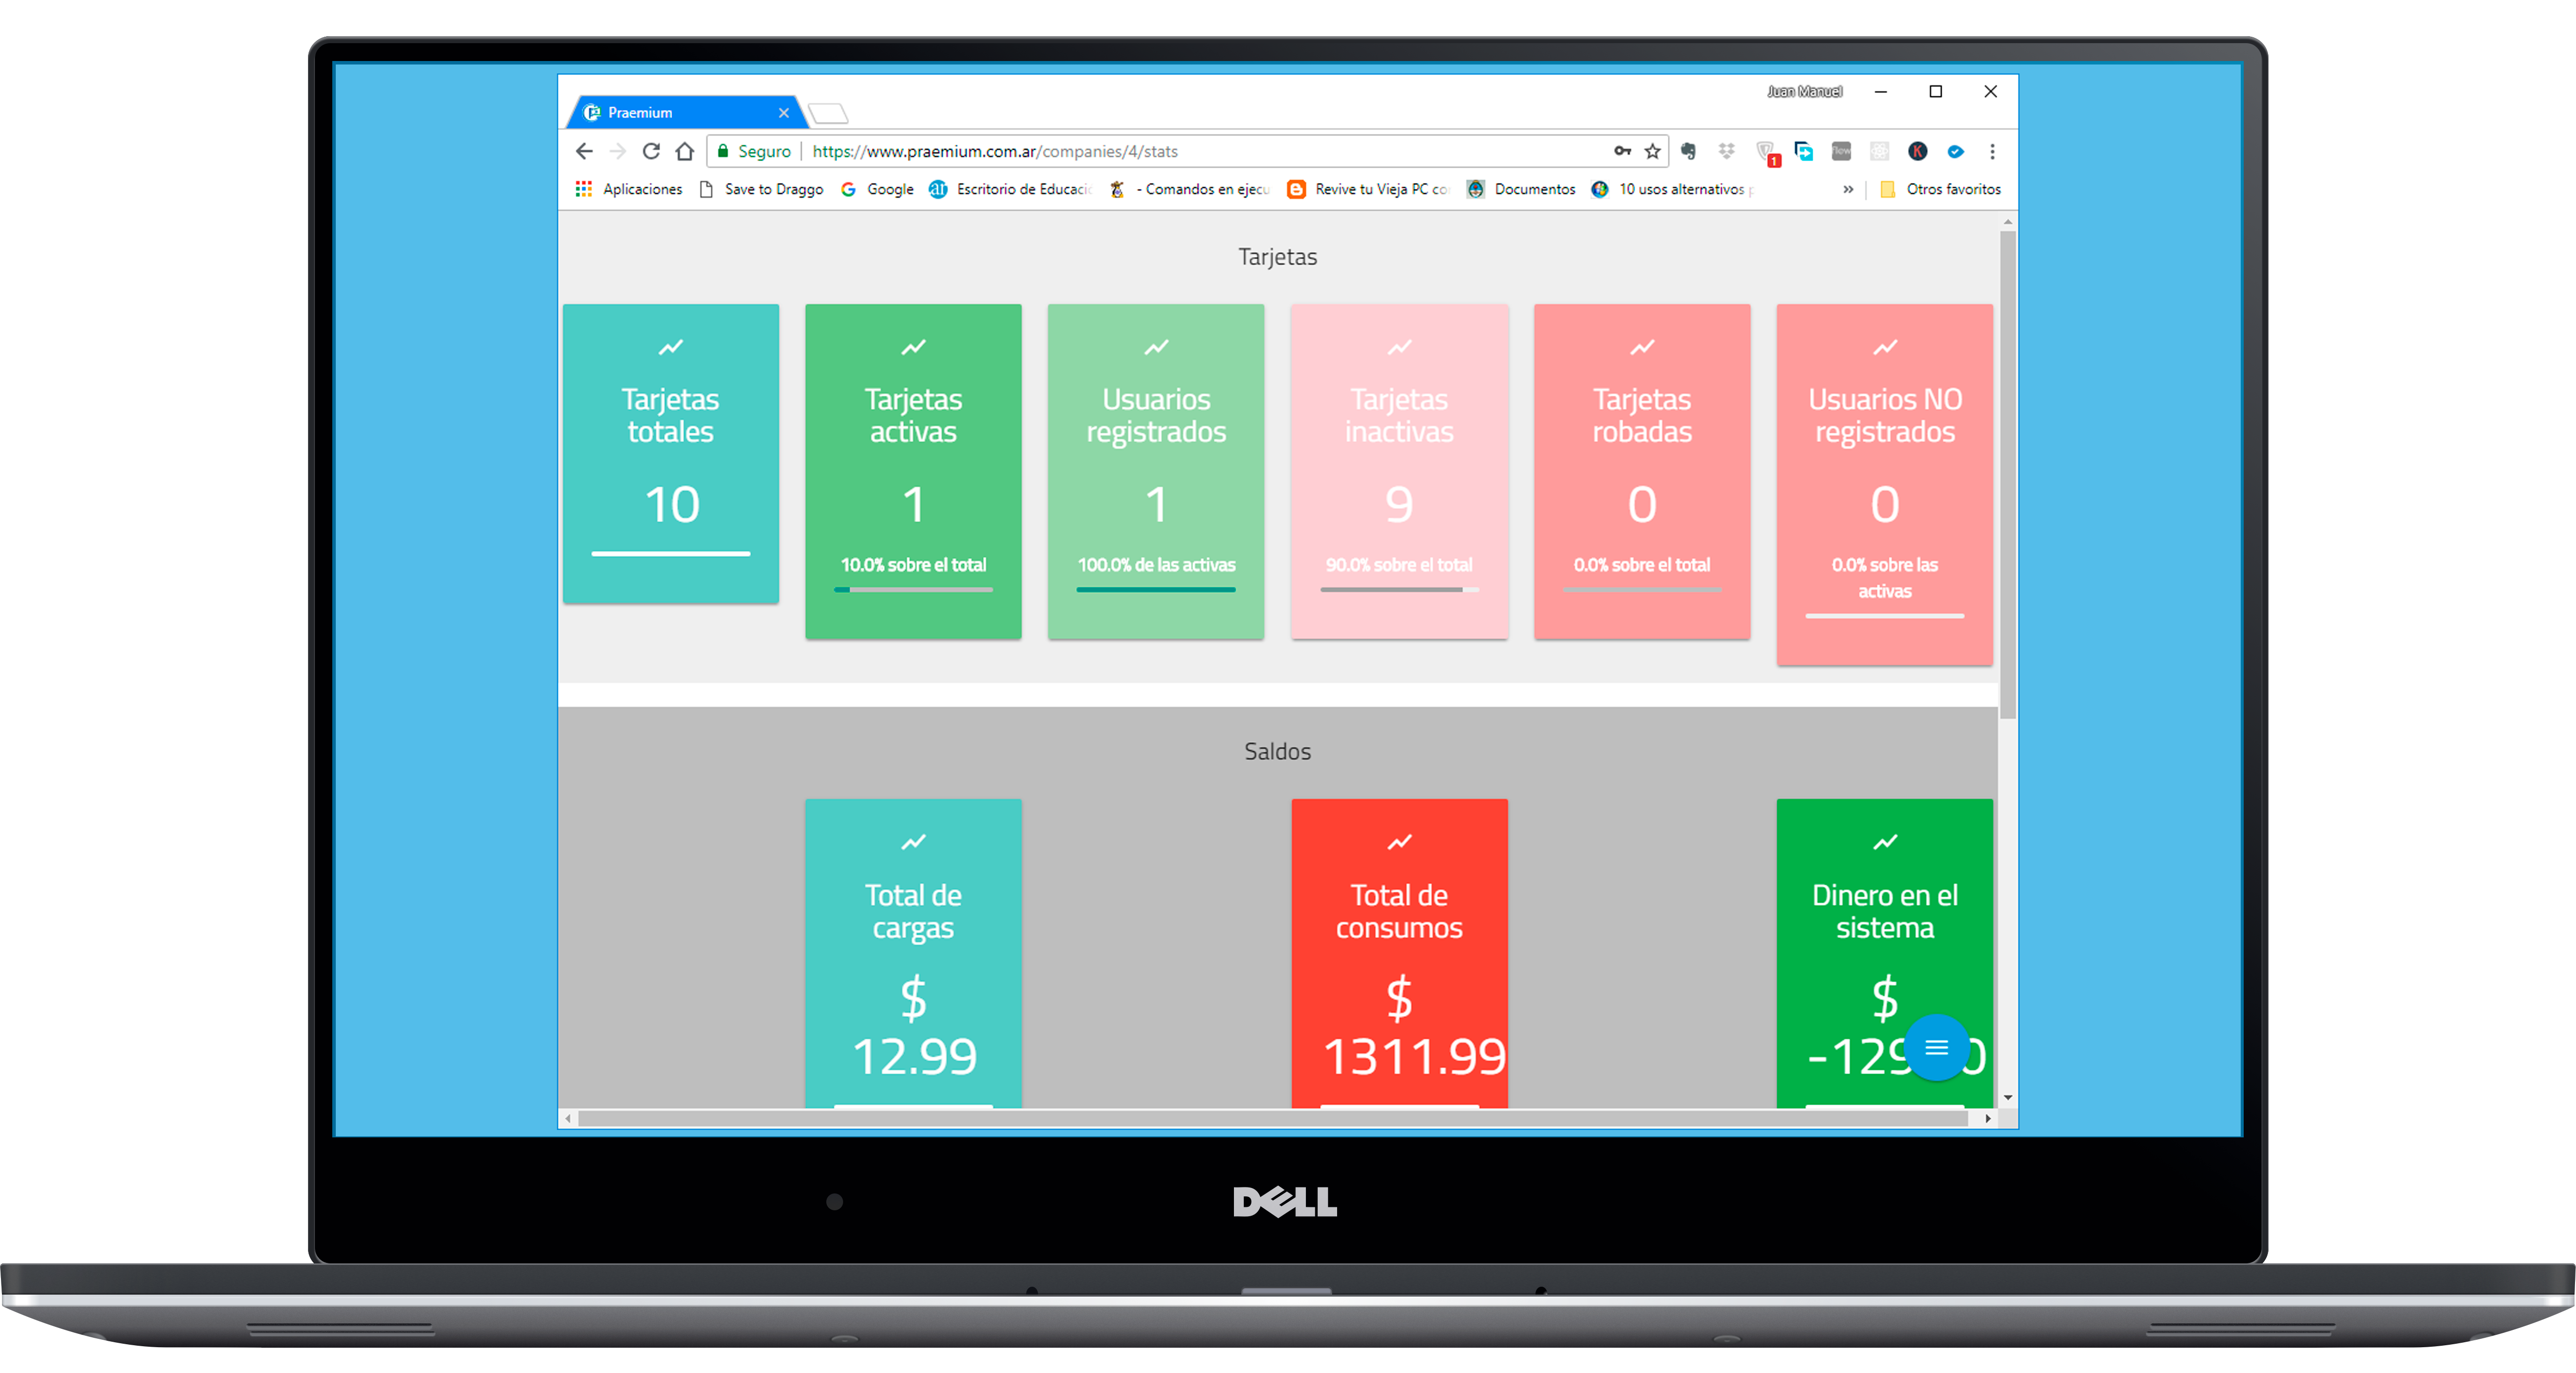 Juan Manuel
Praemium
Seguro https://www.praemium.com.ar/companies/4/stats
1
K
Aplicaciones Save to Draggo Google Escritorio de Educació - Comandos en ejecu Revive tu Vieja PC co Documentos 10 usos alternativos » Otros favoritos
Tarjetas
Tarjetas
totales
10
Tarjetas
activas
1
10.0% sobre el total
Usuarios
registrados
1
100.0% de las activas
Tarjetas
inactivas
9
90.0% sobre el total
Tarjetas
robadas
0
0.0% sobre el total
Usuarios NO
registrados
0
0.0% sobre las
activas
Saldos
Total de
cargas
$
12.99
Total de
consumos
$
1311.99
Dinero en el
sistema
$
DELL